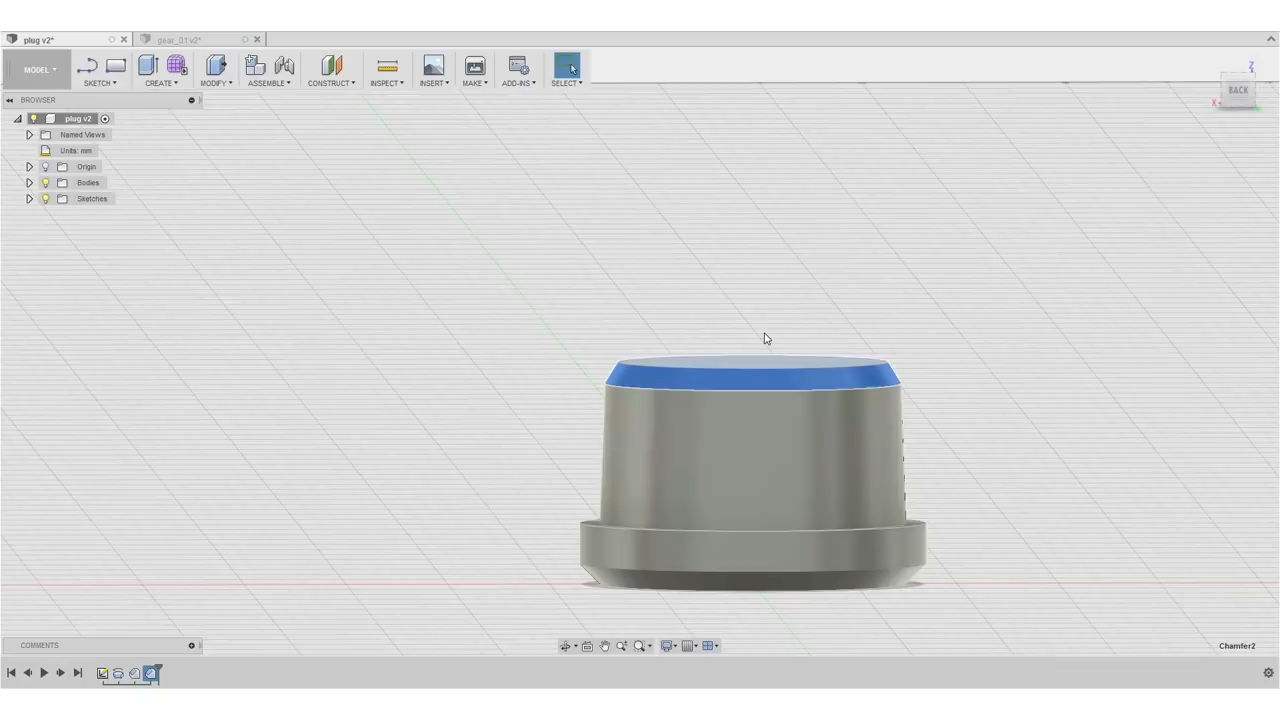 plug v2*
gear_01 v2*
MODEL
SKETCH
CREATE
MODIFY
ASSEMBLE
CONSTRUCT
INSPECT
INSERT
MAKE
ADD-INS
SELECT
Z
BACK
X
BROWSER
plug v2
Named Views
Units: mm
Origin
Bodies
Sketches
COMMENTS
Chamfer2